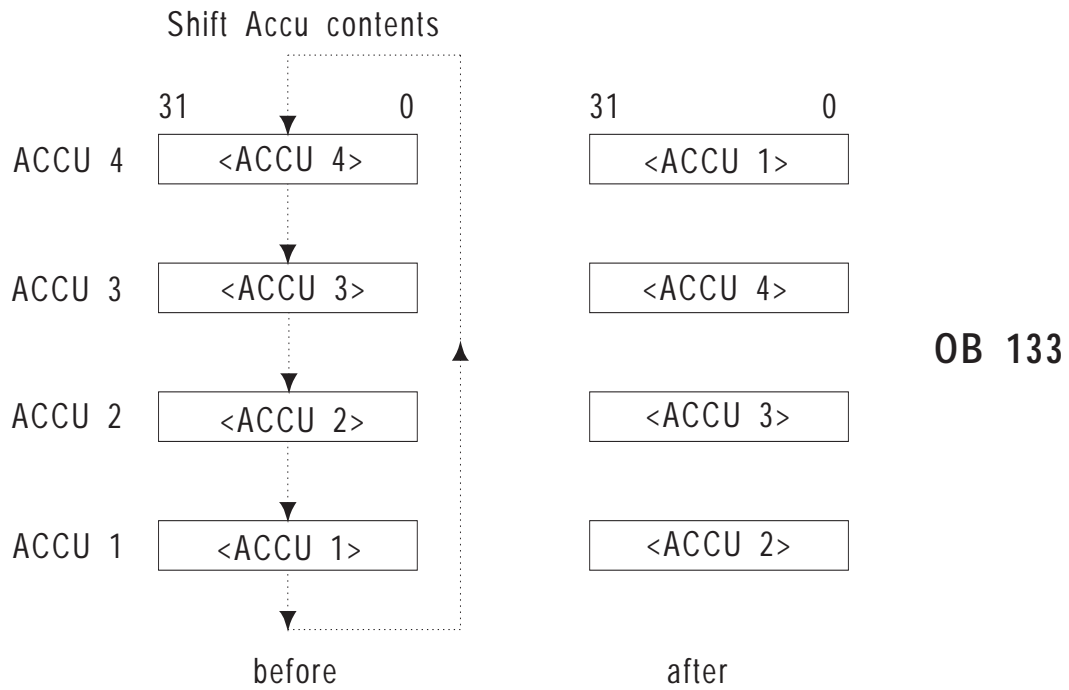 Shift Accu contents
31 0 31 0
ACCU 4 <ACCU 4> <ACCU 1>
ACCU 3 <ACCU 3> <ACCU 4>
OB 133
ACCU 2 <ACCU 2> <ACCU 3>
ACCU 1 <ACCU 1> <ACCU 2>
before after